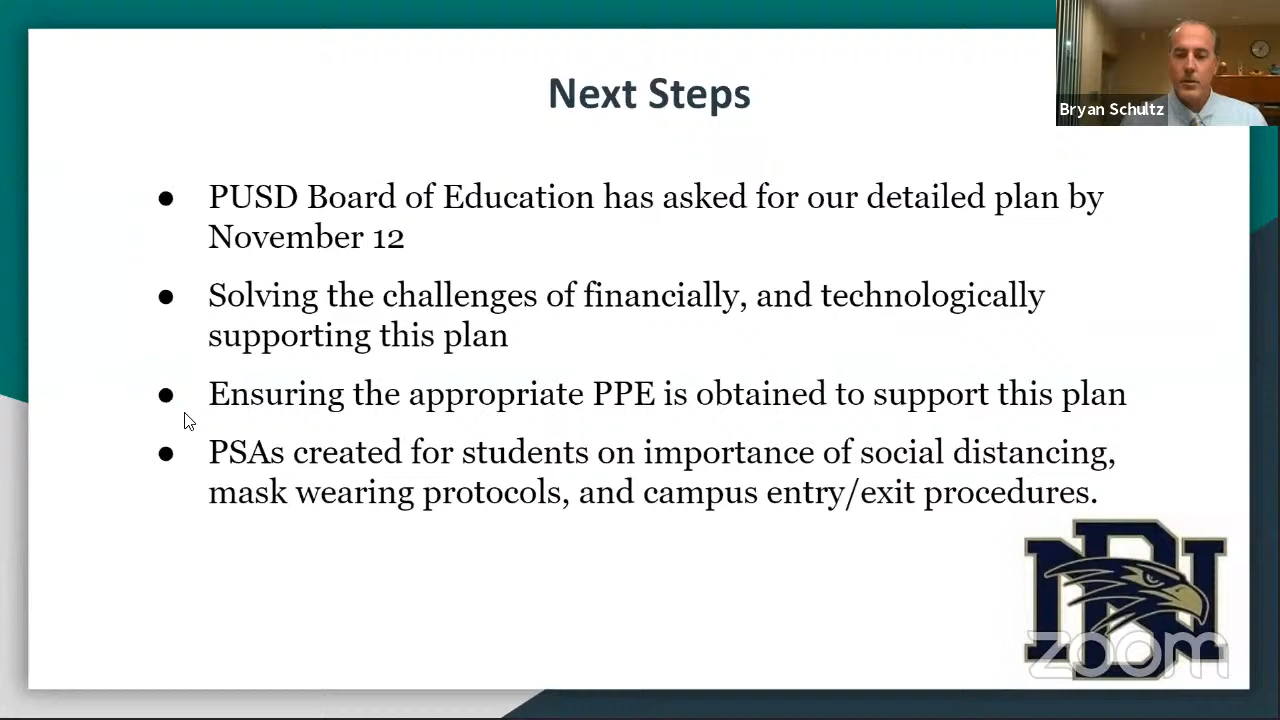 Next Steps
Bryan Schultz
● PUSD Board of Education has asked for our detailed plan by
November 12
● Solving the challenges of financially, and technologically
supporting this plan
● Ensuring the appropriate PPE is obtained to support this plan
● PSAs created for students on importance of social distancing,
mask wearing protocols, and campus entry/exit procedures.
DN
zoom